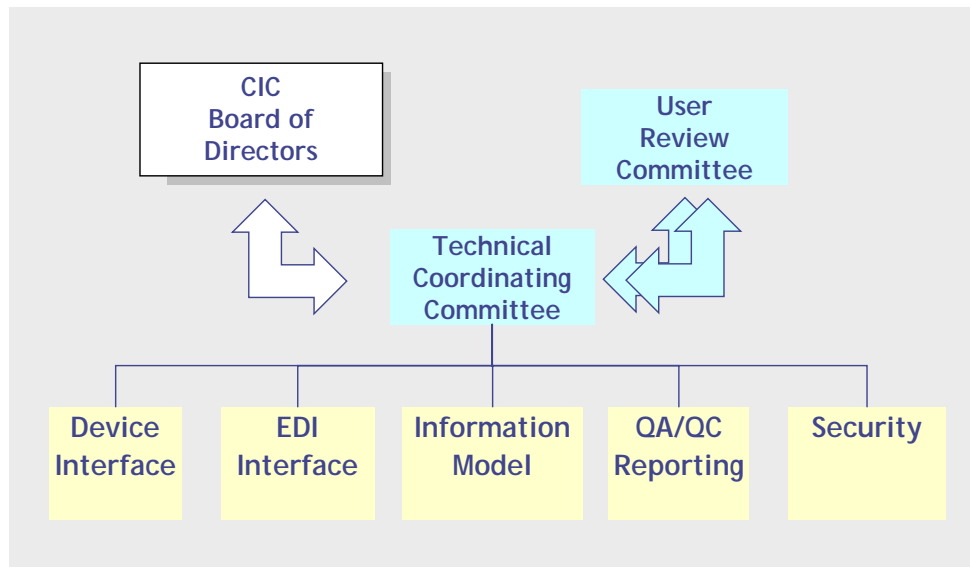 CIC
Board of
Directors
User
Review
Committee
Technical
Coordinating
Committee
Device
Interface
EDI
Interface
Information
Model
QA/QC
Reporting
Security